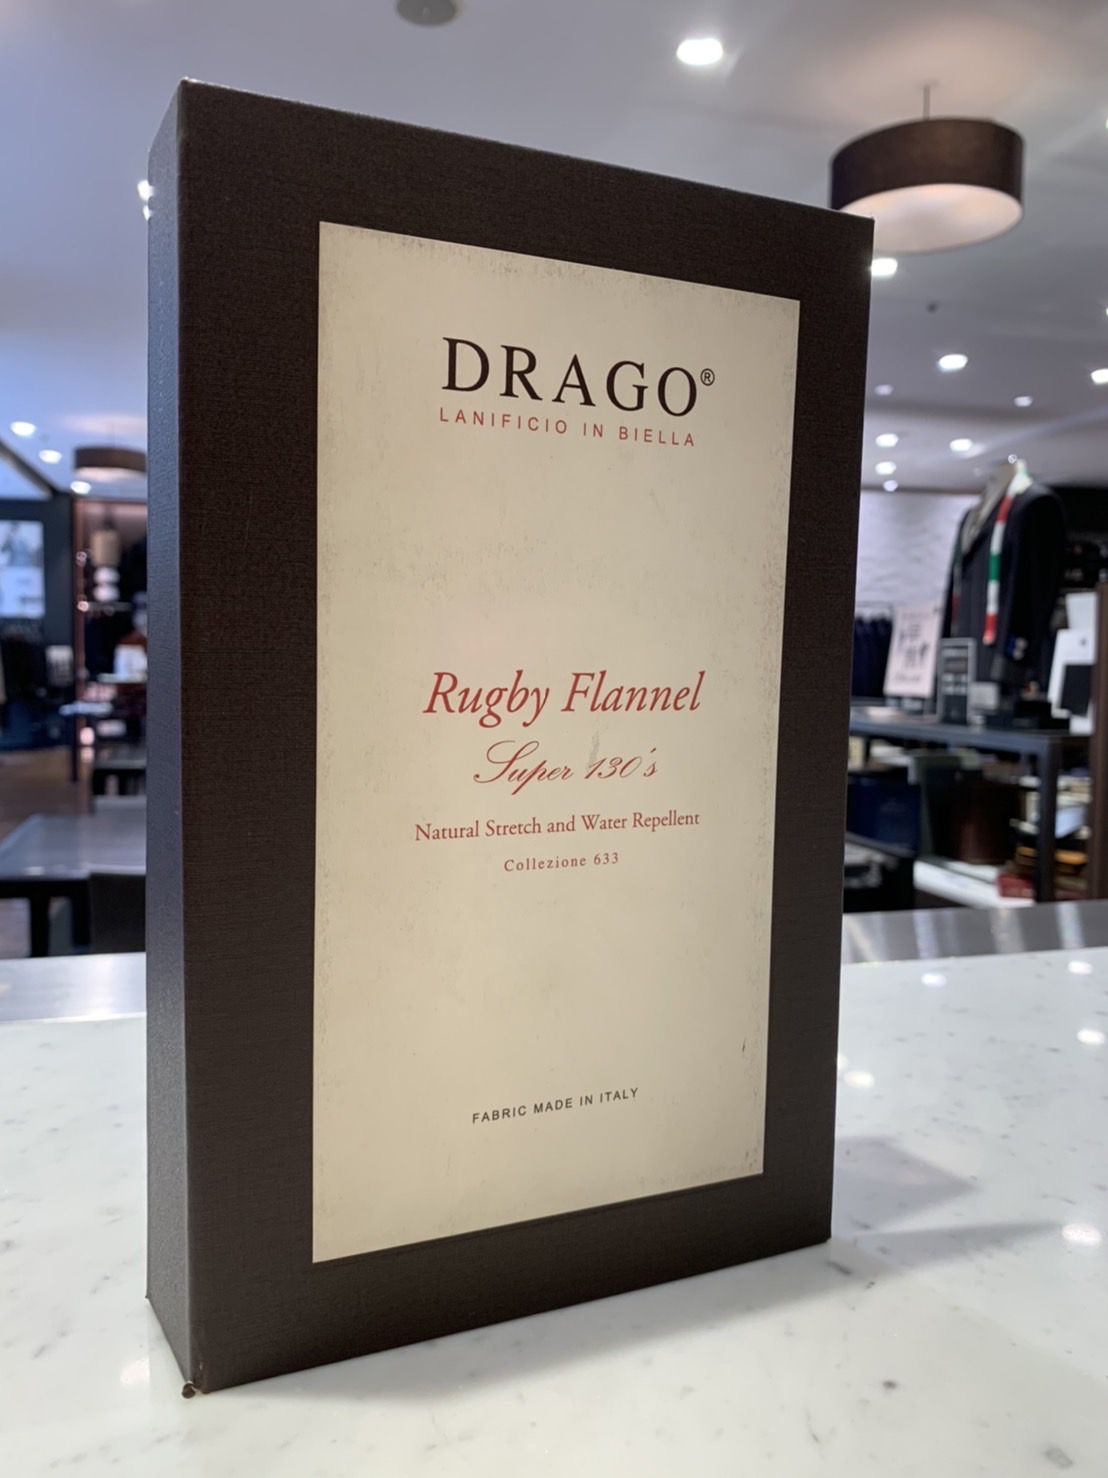 DRAGO®
LANIFICIO IN BIELLA
Rugby Flannel
Super 130's
Natural Stretch and Water Repellent
Collezione 633
FABRIC MADE IN ITALY